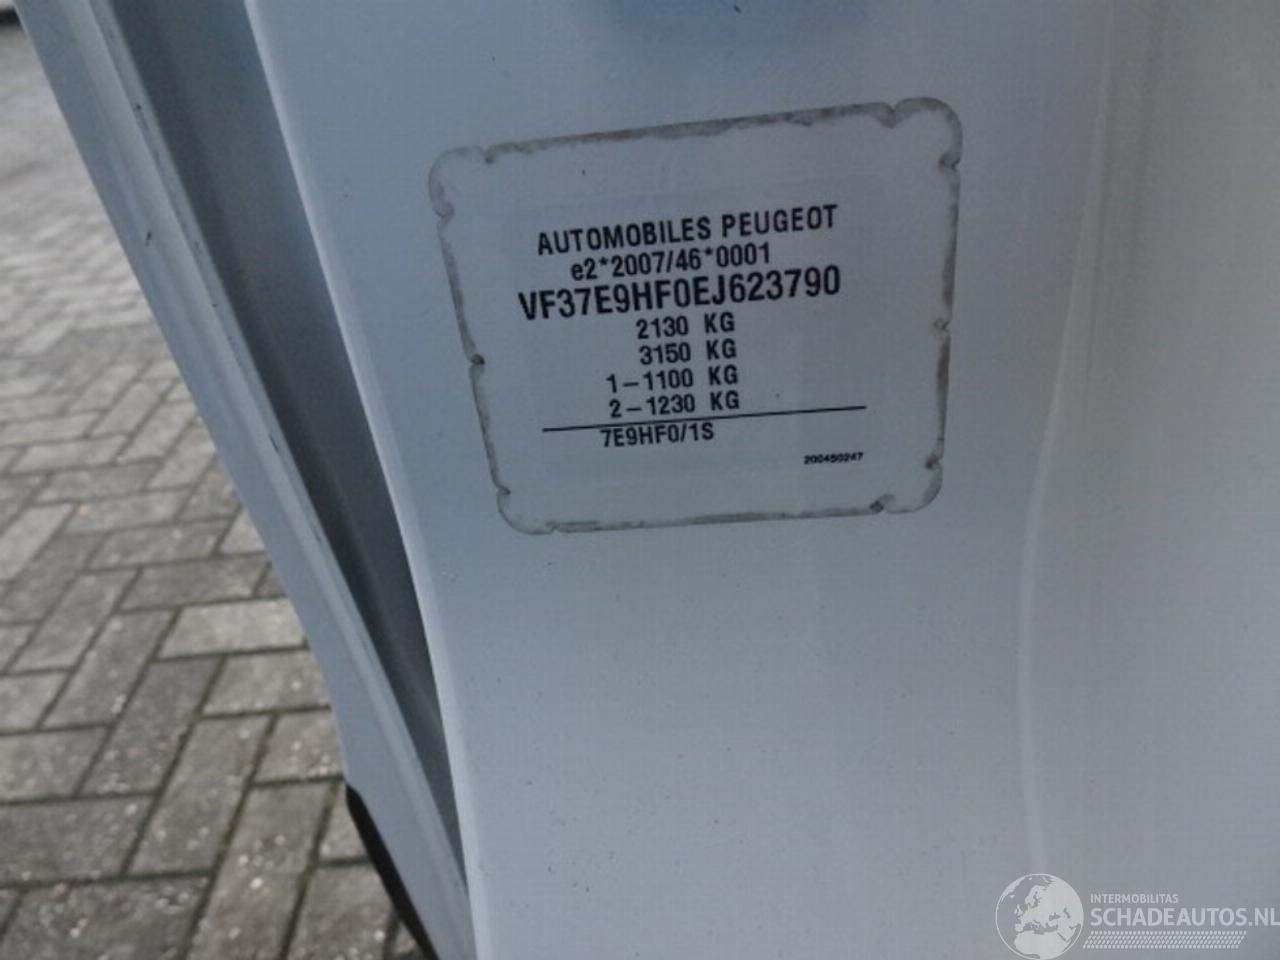 AUTOMOBILES PEUGEOT
e2*2007/46*0001
VF37E9HF0EJ623790
2130 KG
3150 KG
1-1100 KG
2-1230 KG
7E9HF0/1S
200450247
INTERMOBILITAS
SCHADEAUTOS.NL